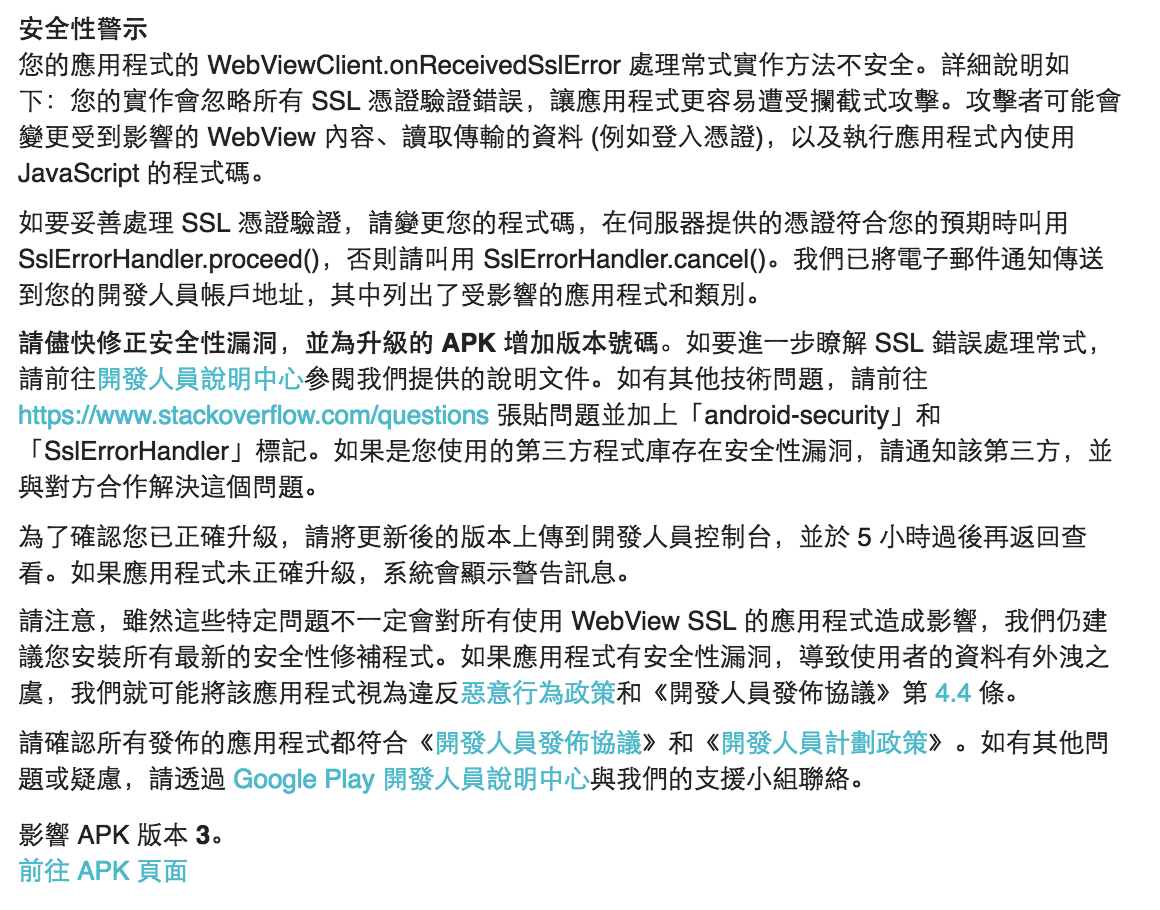 安全性警示
您的應用程式的 WebViewClient.onReceivedSslError 處理常式實作方法不安全。詳細說明如
下：您的實作會忽略所有 SSL 憑證驗證錯誤，讓應用程式更容易遭受攔截式攻擊。攻擊者可能會
變更受到影響的 WebView 內容、讀取傳輸的資料 (例如登入憑證)，以及執行應用程式內使用
JavaScript 的程式碼。
如要妥善處理 SSL 憑證驗證，請變更您的程式碼，在伺服器提供的憑證符合您的預期時叫用
SslErrorHandler.proceed()，否則請叫用 SslErrorHandler.cancel()。我們已將電子郵件通知傳送
到您的開發人員帳戶地址，其中列出了受影響的應用程式和類別。
請儘快修正安全性漏洞，並為升級的 APK 增加版本號碼。如要進一步瞭解 SSL 錯誤處理常式，
請前往開發人員說明中心參閱我們提供的說明文件。如有其他技術問題，請前往
https://www.stackoverflow.com/questions 張貼問題並加上「android-security」和
「SslErrorHandler」標記。如果是您使用的第三方程式庫存在安全性漏洞，請通知該第三方，並
與對方合作解決這個問題。
為了確認您已正確升級，請將更新後的版本上傳到開發人員控制台，並於 5 小時過後再返回查
看。如果應用程式未正確升級，系統會顯示警告訊息。
請注意，雖然這些特定問題不一定會對所有使用 WebView SSL 的應用程式造成影響，我們仍建
議您安裝所有最新的安全性修補程式。如果應用程式有安全性漏洞，導致使用者的資料有外洩之
虞，我們就可能將該應用程式視為違反惡意行為政策和《開發人員發佈協議》第 4.4 條。
請確認所有發佈的應用程式都符合《開發人員發佈協議》和《開發人員計劃政策》。如有其他問
題或疑慮，請透過 Google Play 開發人員說明中心與我們的支援小組聯絡。
影響 APK 版本 3。
前往 APK 頁面